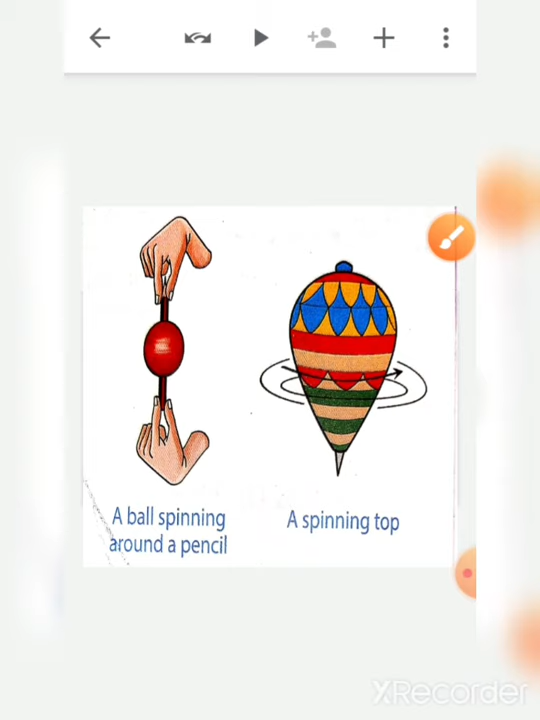 A ball spinning
around a pencil
A spinning top
XRecorder